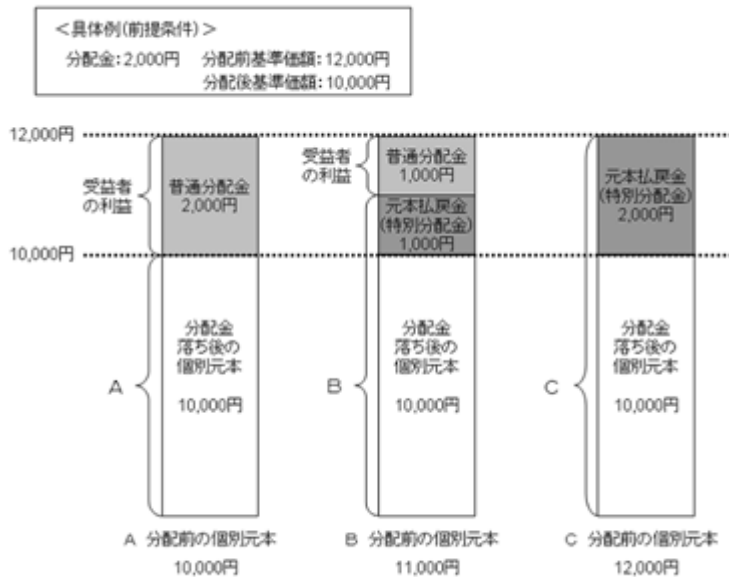 <具体例(前提条件)>
分配金:2,000円 分配前基準価額:12,000円
分配後基準価額:10,000円
12,000円
受益者
の利益
普通分配金
2,000円
受益者
の利益
普通分配金
1,000円
元本払戻金
(特別分配金)
1,000円
元本払戻金
(特別分配金)
2,000円
10,000円
A
分配金
落ち後の
個別元本
10,000円
B
分配金
落ち後の
個別元本
10,000円
C
分配金
落ち後の
個別元本
10,000円
A 分配前の個別元本
10,000円
B 分配前の個別元本
11,000円
C 分配前の個別元本
12,000円